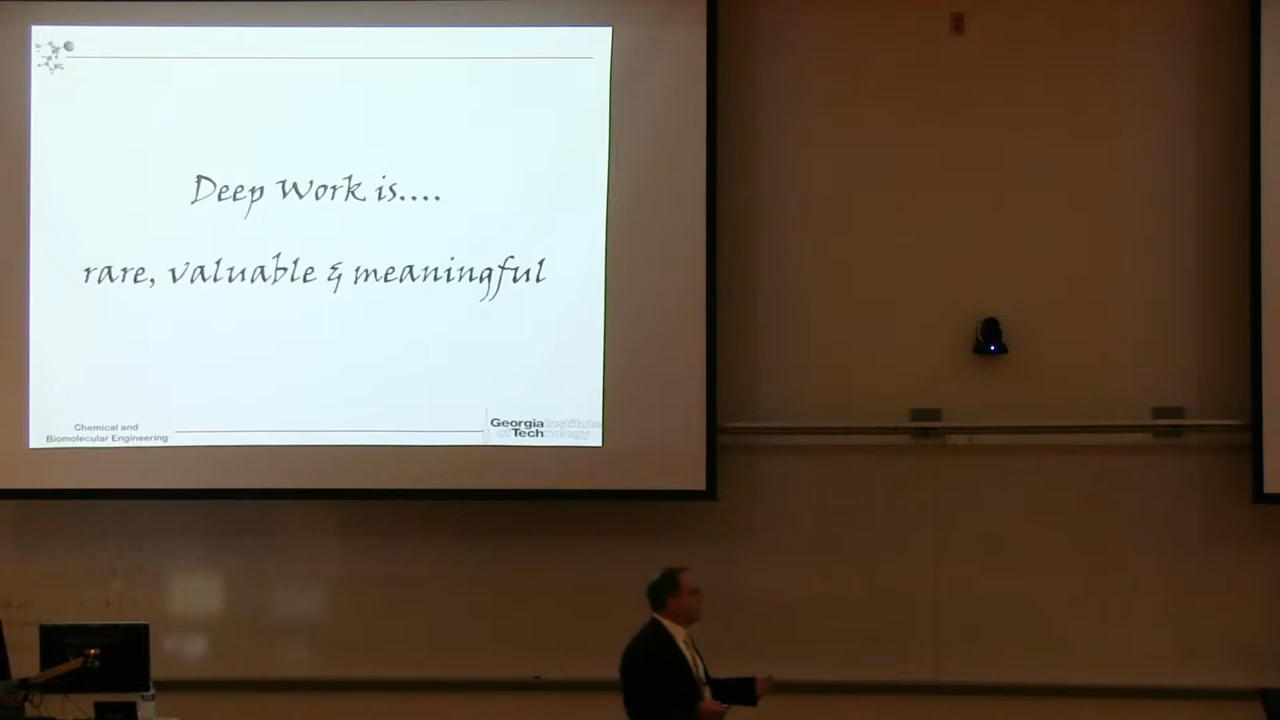 Deep Work is....
rare, valuable & meaningful
Chemical and
Biomolecular Engineering
Georgia Institute
of Technology